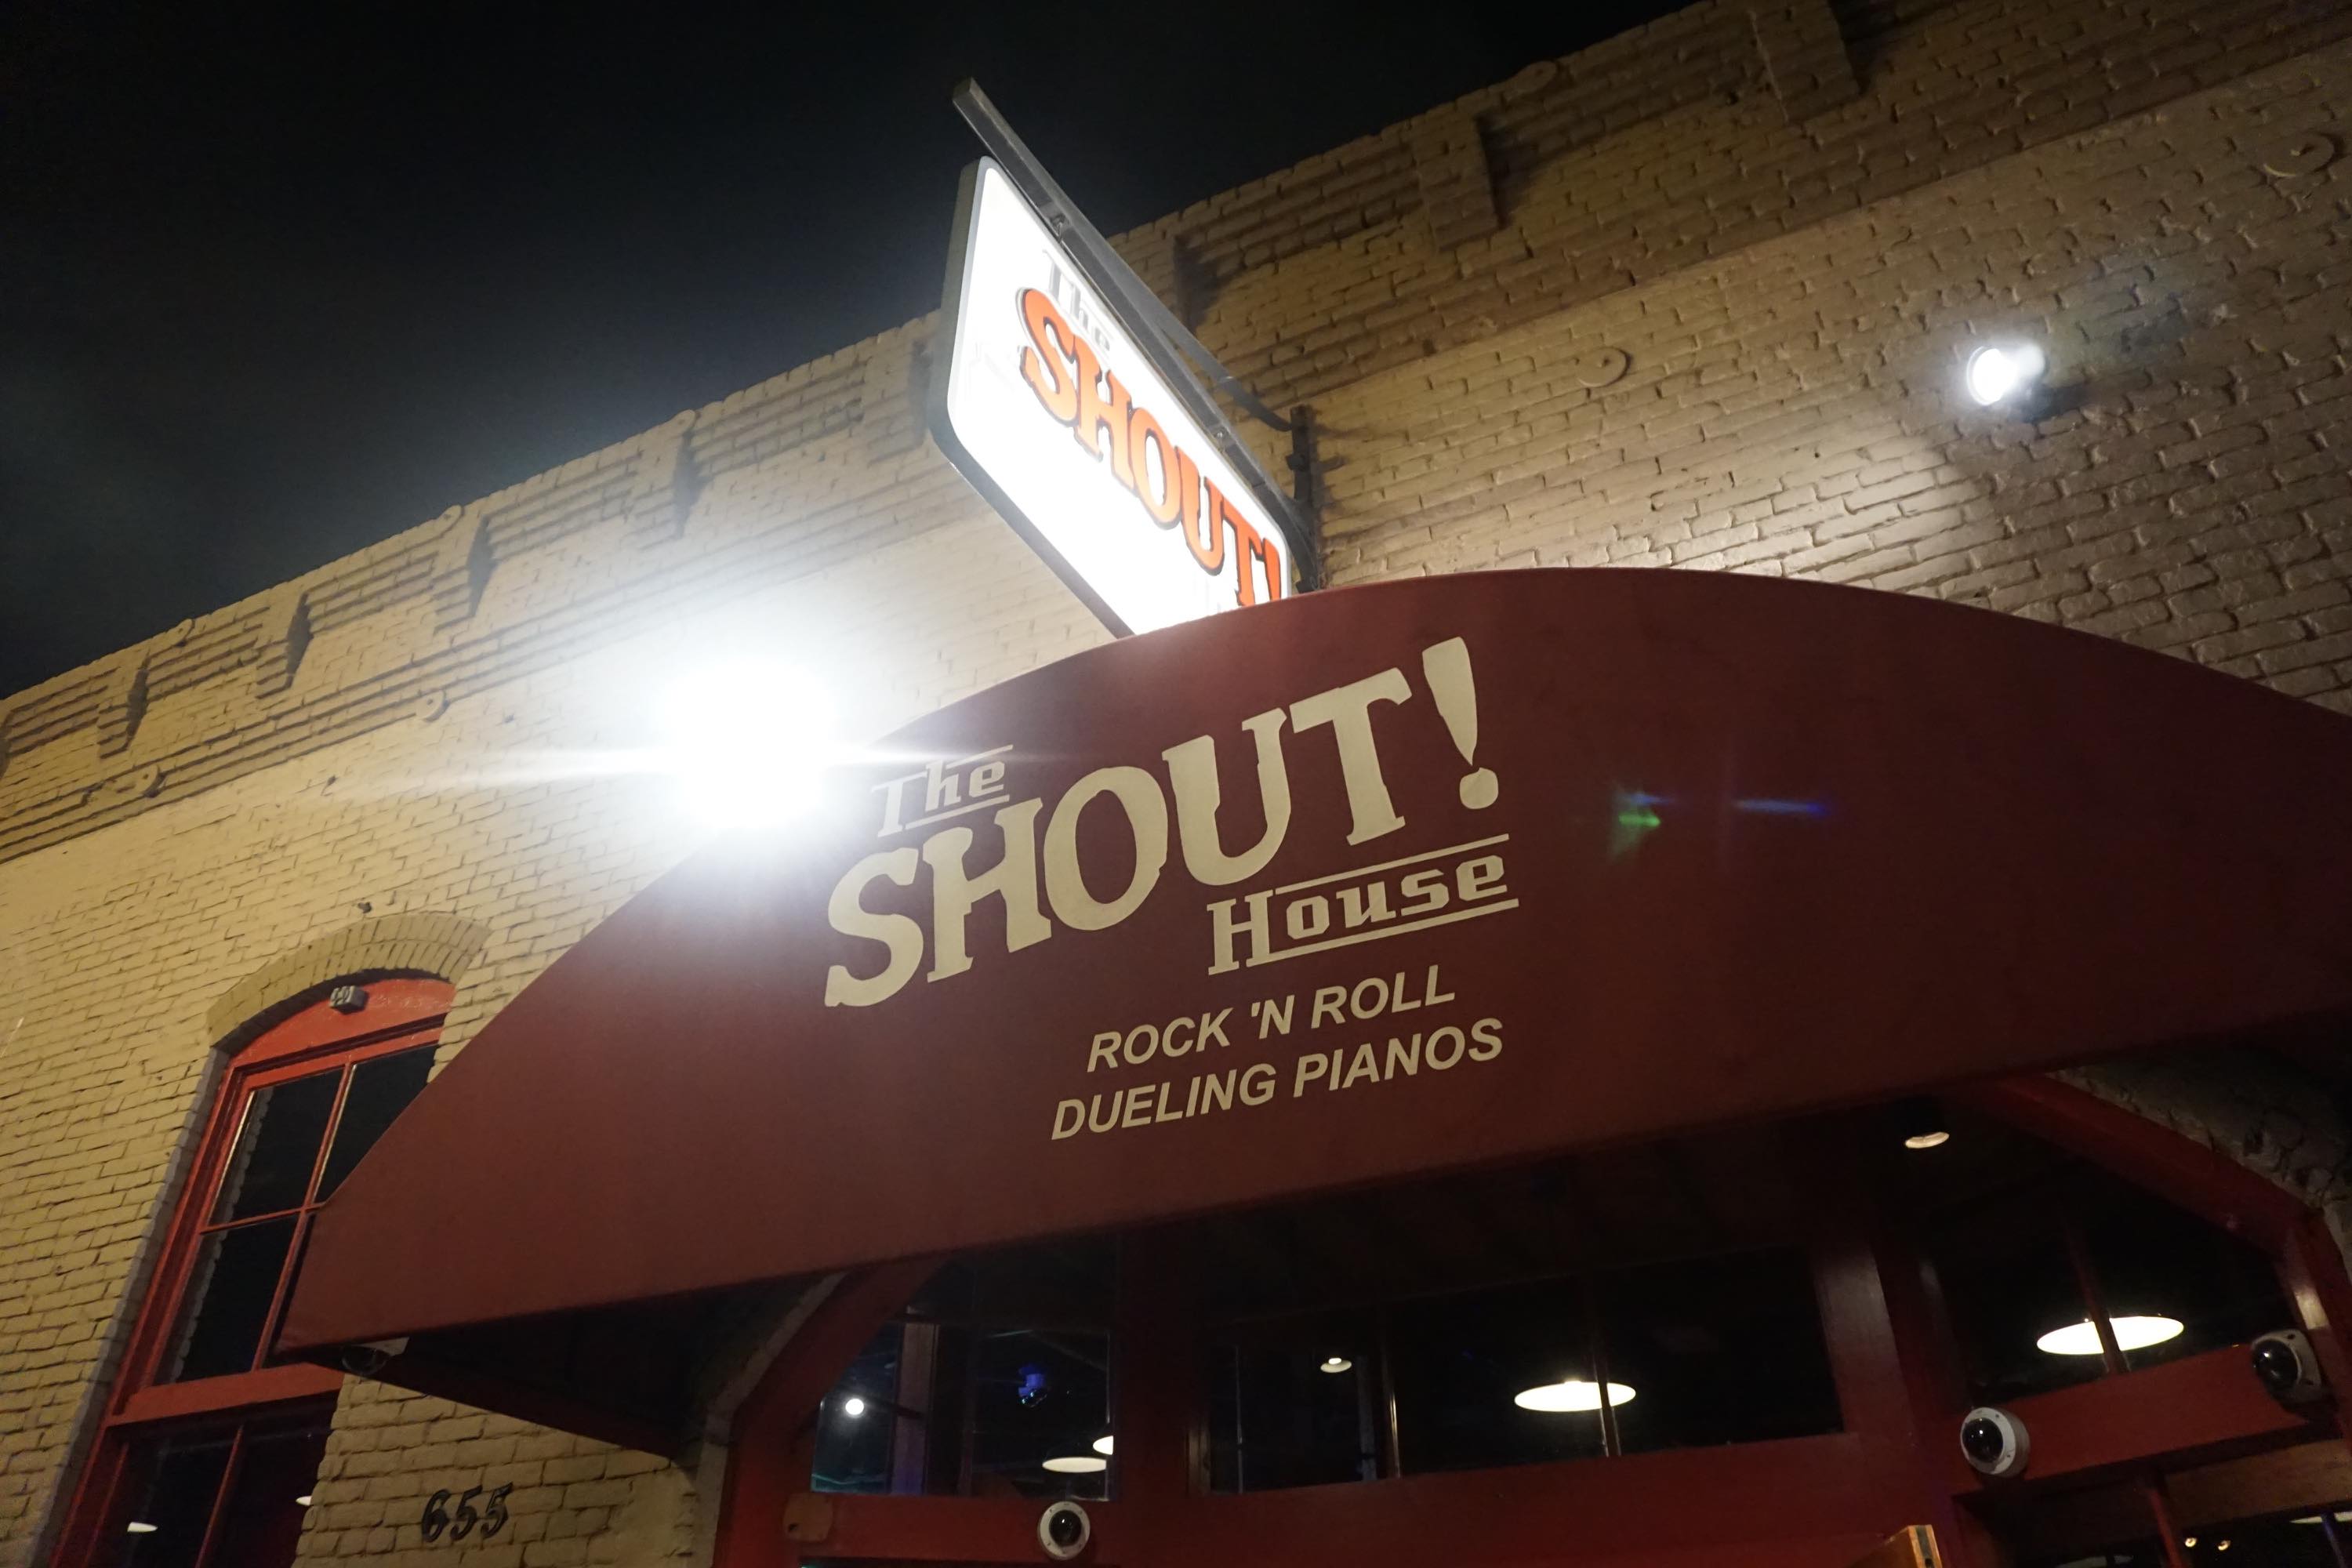 The
SHOUT!
The
SHOUT!
House
ROCK 'N ROLL
DUELING PIANOS
655